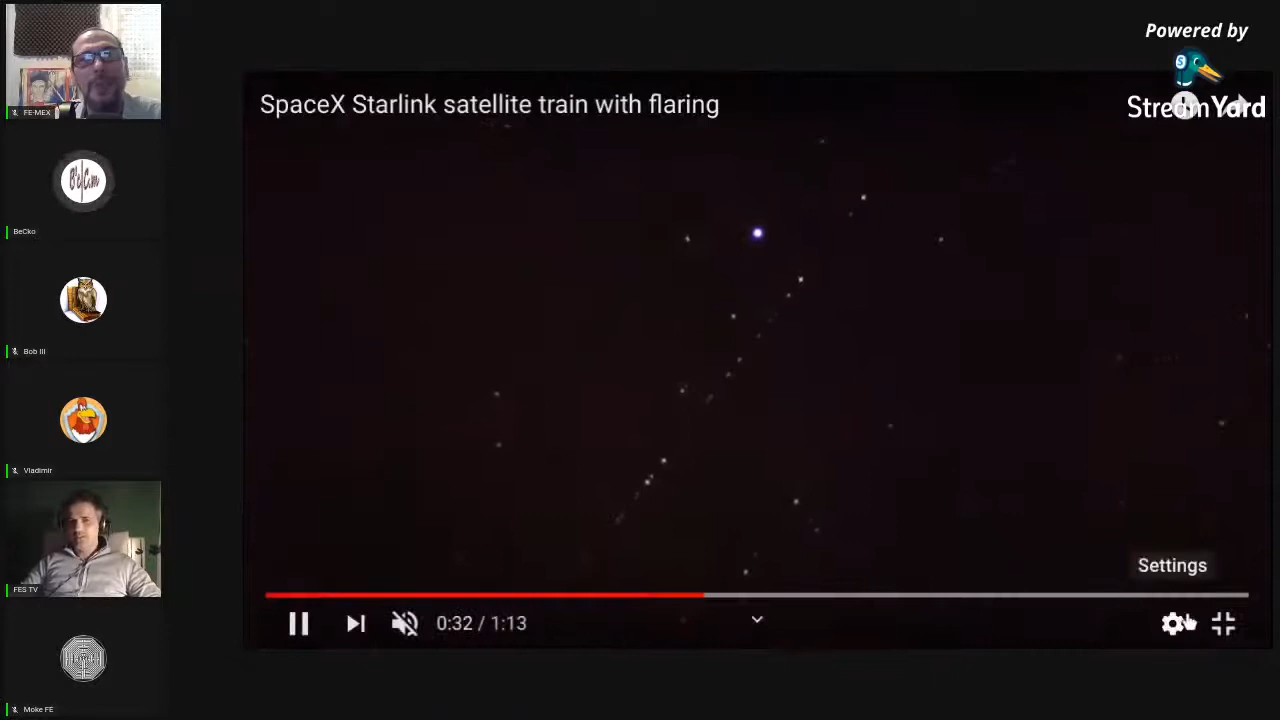 Powered by
StreamYard
SpaceX Starlink satellite train with flaring
FE-MEX
BeCko
Bob III
Vladimir
FES TV
Moke FE
Settings
0:32 / 1:13